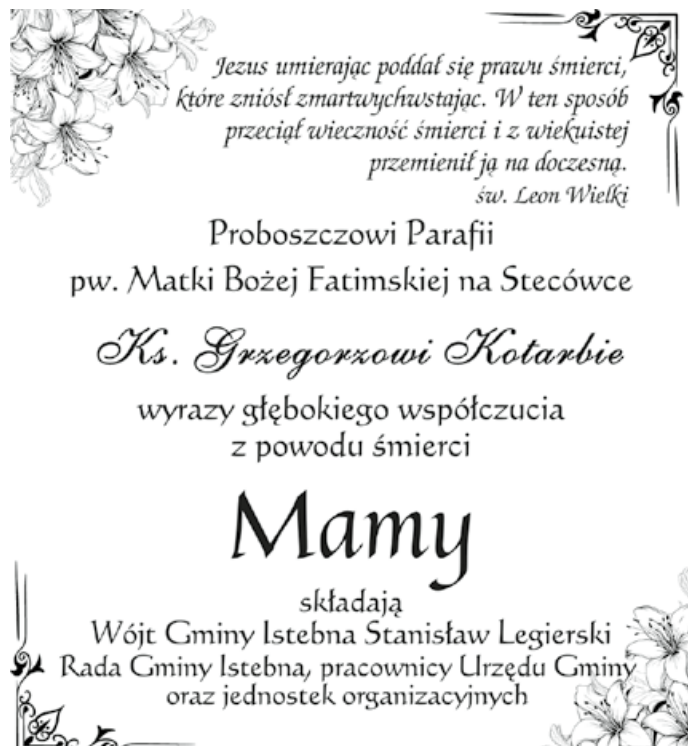 Jezus umierając poddał się prawu śmierci,
które zniósł zmartwychwstając. W ten sposób
przeciął wieczność śmierci i z wiekuistej
przemienił ją na doczesną.
św. Leon Wielki
Proboszczowi Parafii
pw. Matki Bożej Fatimskiej na Stecówce
Ks. Grzegorzowi Kotarbie
wyrazy głębokiego współczucia
z powodu śmierci
Mamy
składają
Wójt Gminy Istebna Stanisław Legierski
Rada Gminy Istebna, pracownicy Urzędu Gminy
oraz jednostek organizacyjnych